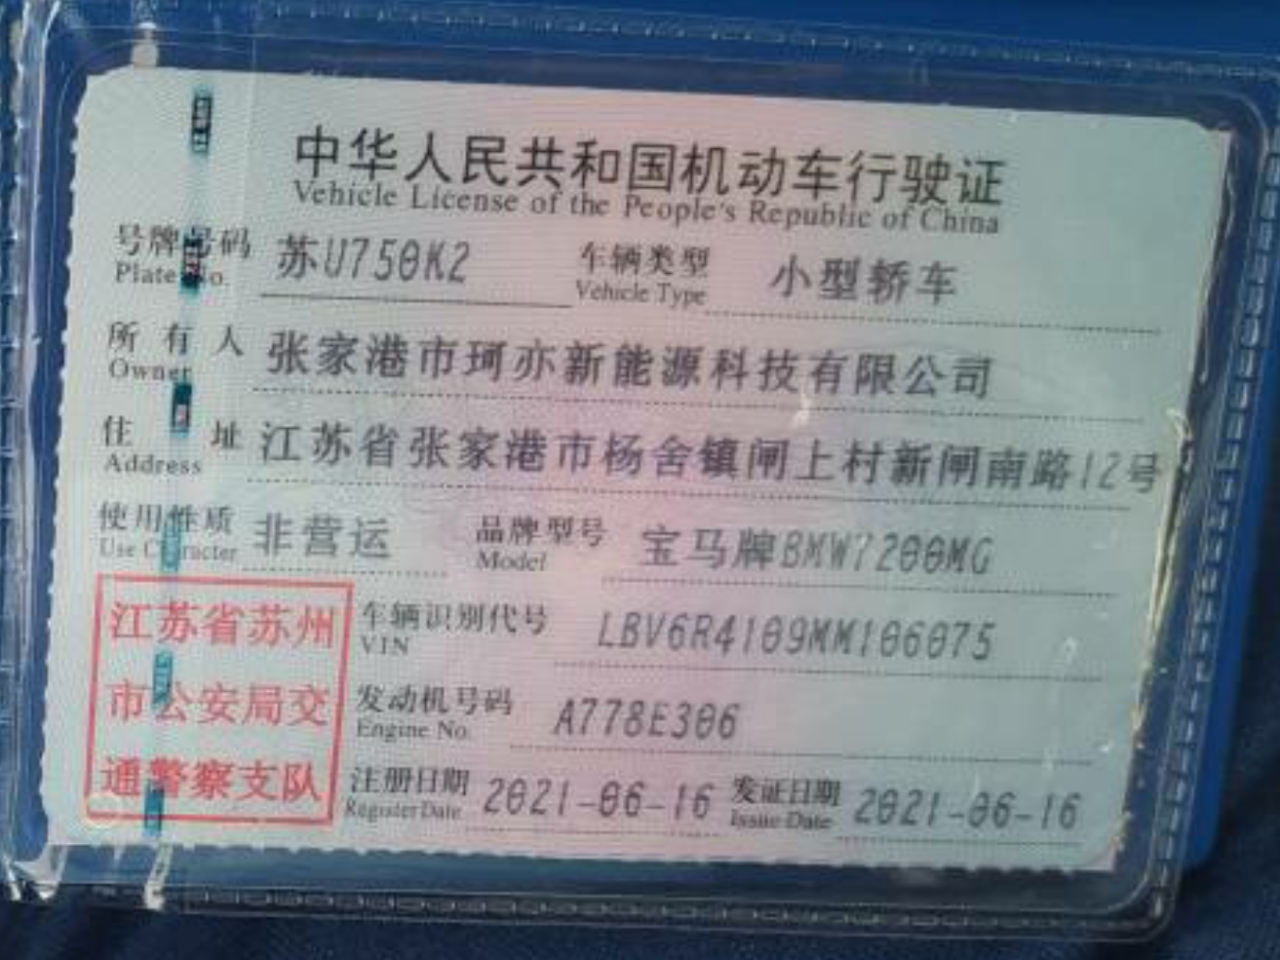 中华人民共和国机动车行驶证
Vehicle License of the People's Republic of China
号牌号码 苏U750K2 车辆类型 小型轿车
Plate No. Vehicle Type
所有人 张家港市珂亦新能源科技有限公司
Owner
住址 江苏省张家港市杨舍镇闸上村新闸南路12号
Address
使用性质 非营运 品牌型号 宝马牌BMW7200MG
Use Character Model
车辆识别代号 LBV6R4109MM106075
VIN
发动机号码 A778E306
Engine No.
注册日期 2021-06-16 发证日期 2021-06-16
Register Date Issue Date
江苏省苏州
市公安局交
通警察支队